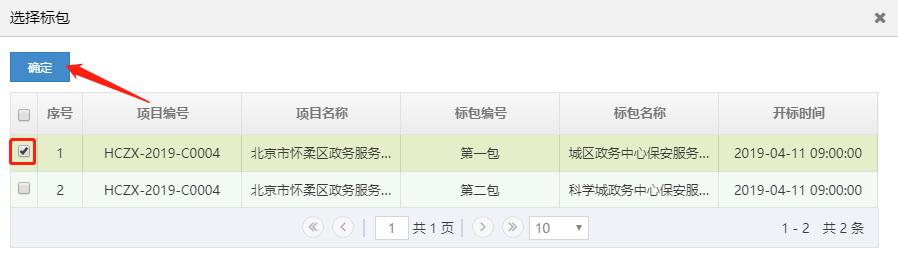 选择标包
确定
序号 项目编号 项目名称 标包编号 标包名称 开标时间
1 HCZX-2019-C0004 北京市怀柔区政务服务... 第一包 城区政务中心保安服务... 2019-04-11 09:00:00
2 HCZX-2019-C0004 北京市怀柔区政务服务... 第二包 科学城政务中心保安服... 2019-04-11 09:00:00
1 共 1 页 10 1 - 2 共 2 条